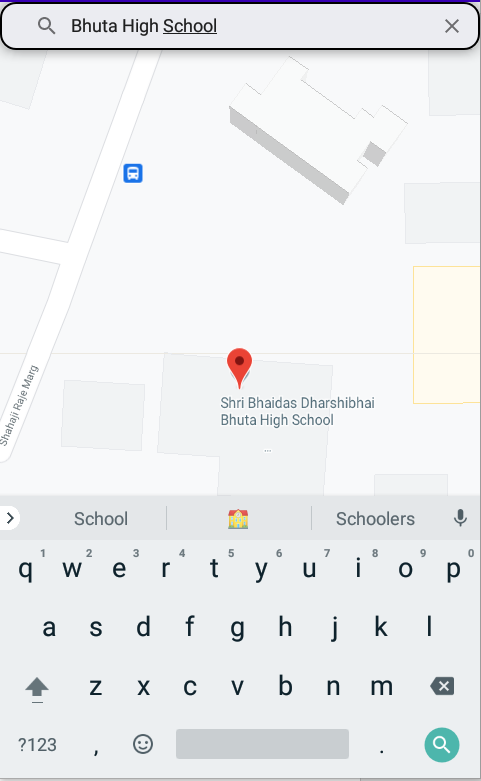 Bhuta High School
Shahaji Raje Marg
Shri Bhaidas Dharshibhai
Bhuta High School
...
School
Schoolers
q 1 w 2 e 3 r 4 t 5 y 6 u 7 i 8 o 9 p 0
a s d f g h j k l
z x c v b n m
?123 , .